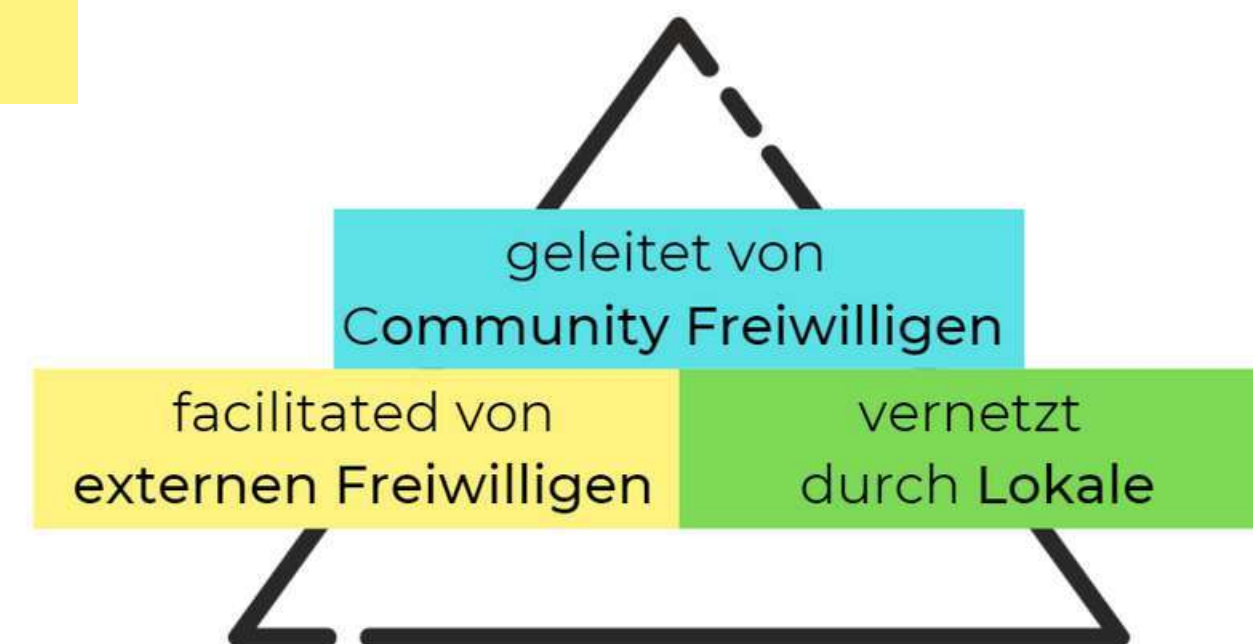 geleitet von
Community Freiwilligen
facilitated von
externen Freiwilligen
vernetzt
durch Lokale